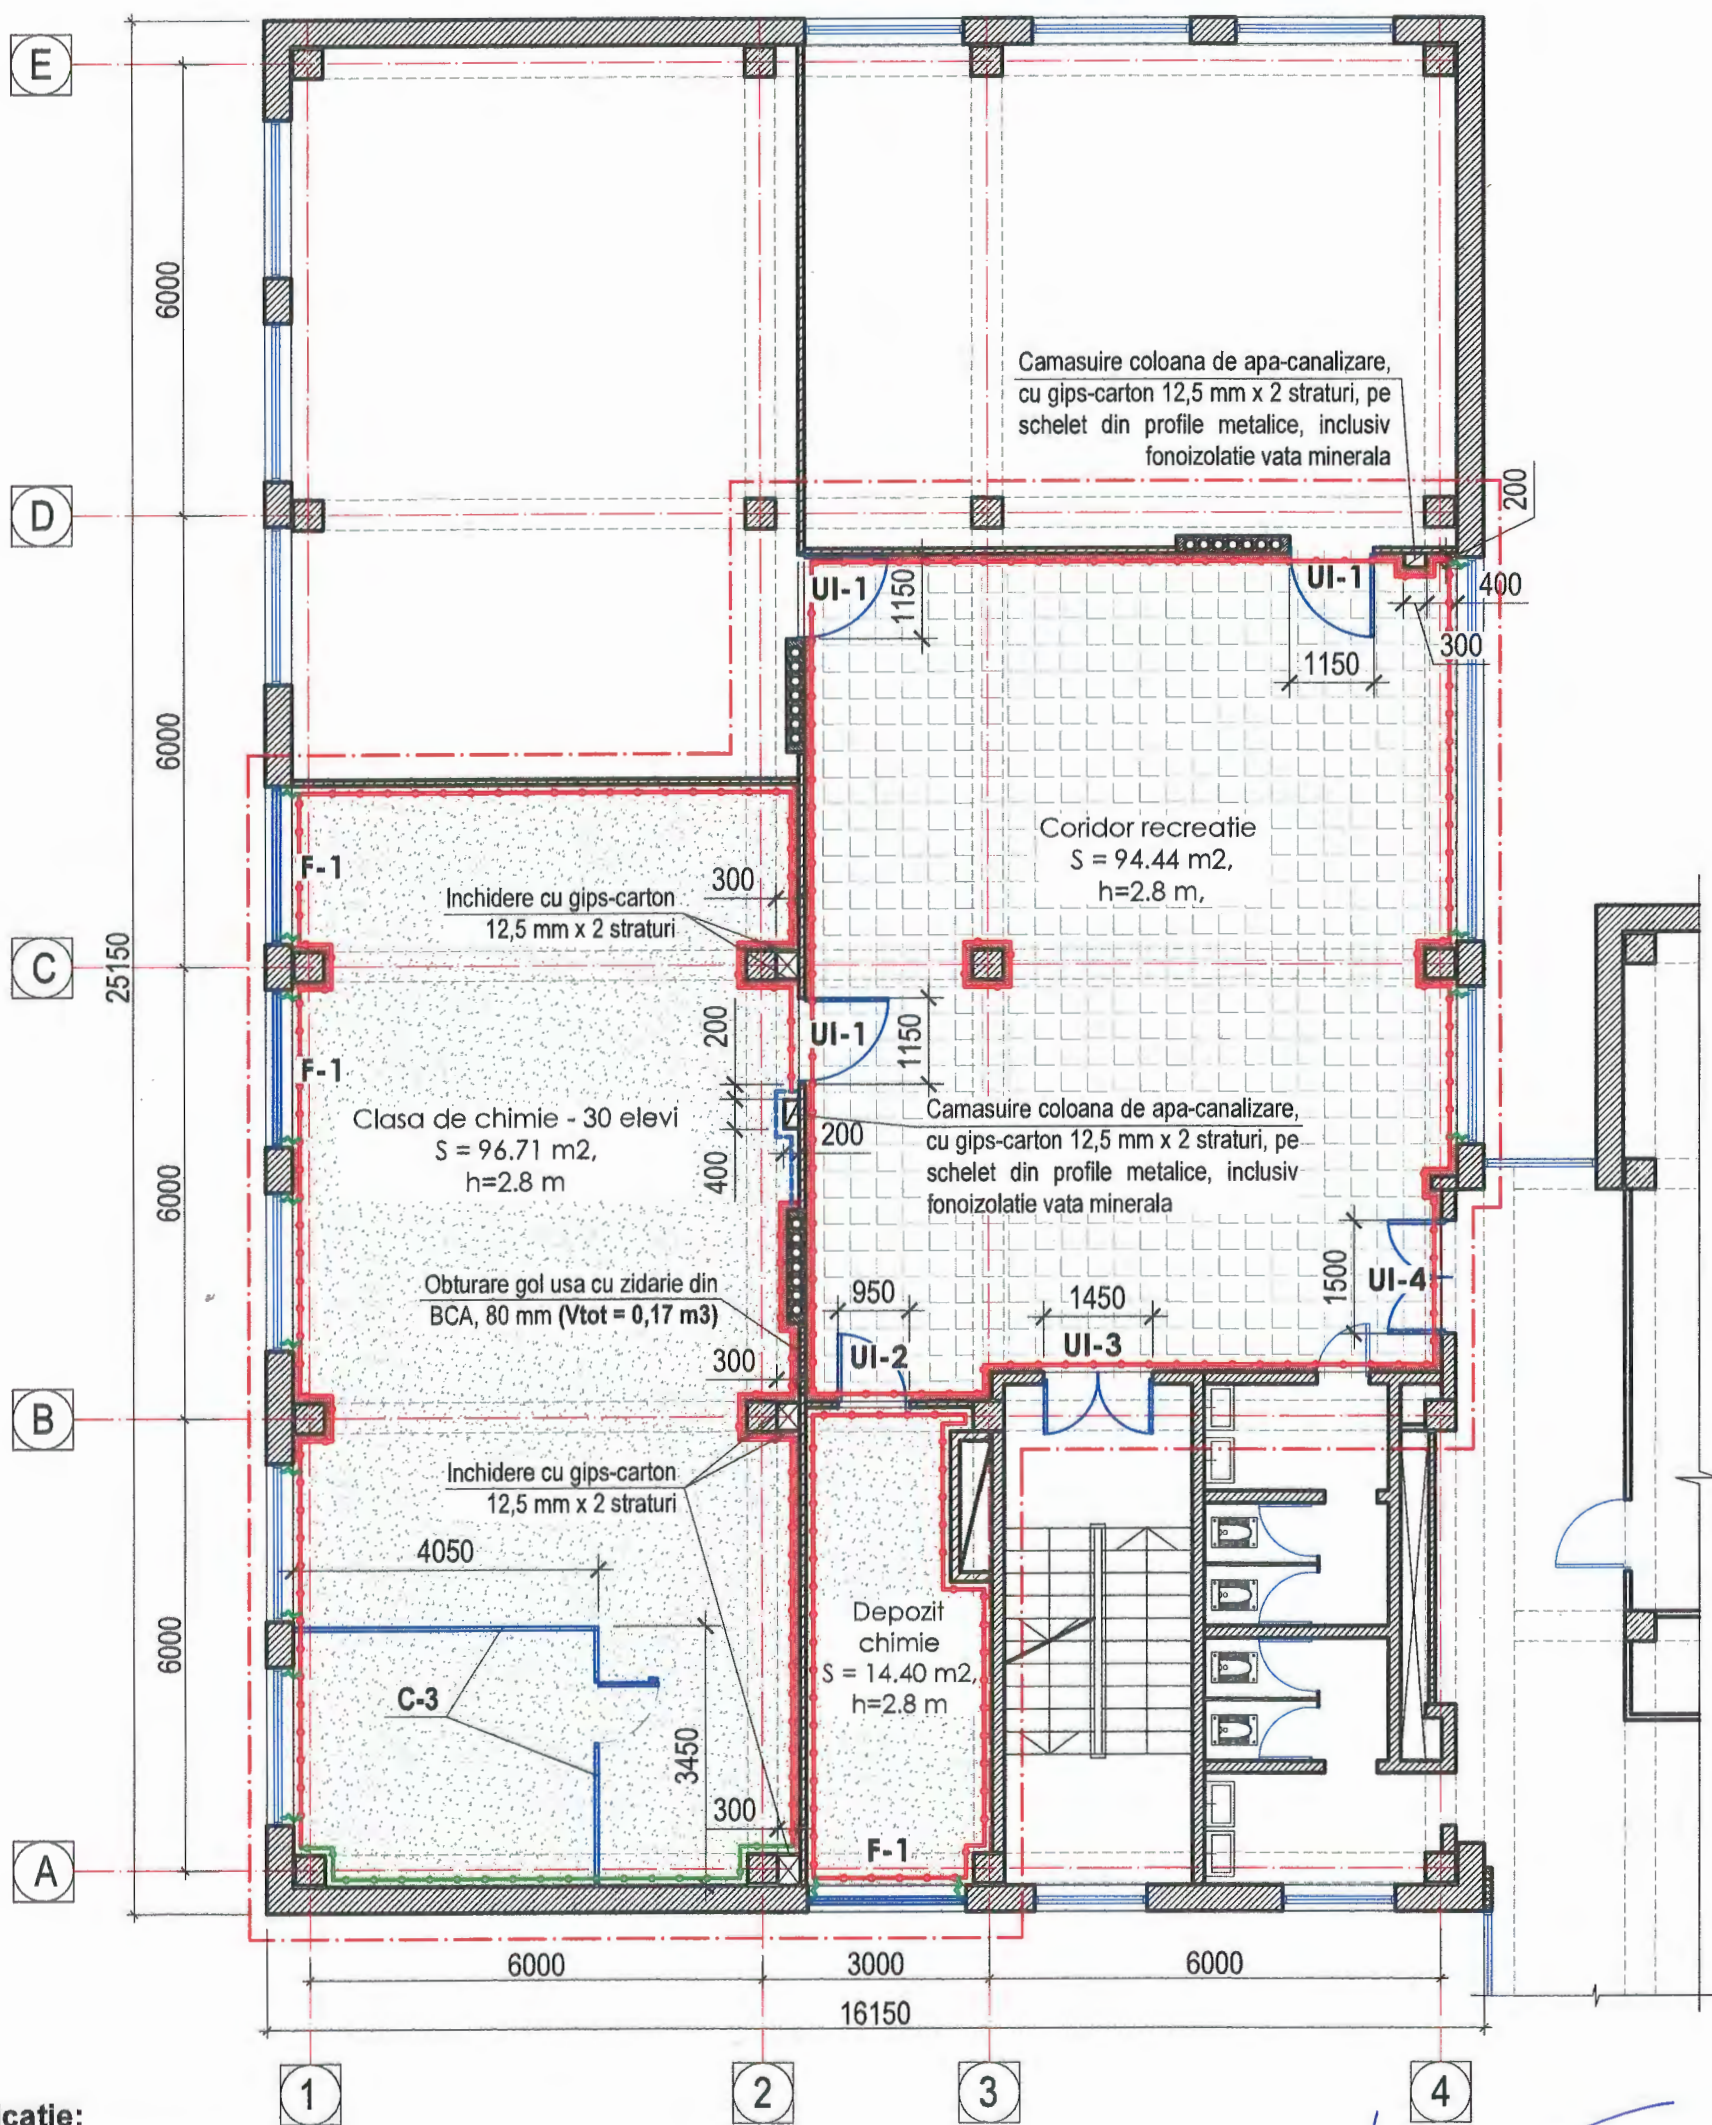 E
6000
Camasuire coloana de apa-canalizare,
cu gips-carton 12,5 mm x 2 straturi, pe
schelet din profile metalice, inclusiv
fonoizolatie vata minerala
200
D
UI-1
1150
UI-1
400
300
1150
6000
Coridor recreatie
S = 94.44 m2,
h=2.8 m,
F-1
300
Inchidere cu gips-carton
12,5 mm x 2 straturi
C
25150
200
UI-1
1150
F-1
Clasa de chimie - 30 elevi
S = 96.71 m2,
h=2.8 m
Camasuire coloana de apa-canalizare,
cu gips-carton 12,5 mm x 2 straturi, pe
schelet din profile metalice, inclusiv
fonoizolatie vata minerala
200
400
6000
Obturare gol usa cu zidarie din
BCA, 80 mm (Vtot = 0,17 m3)
950
1450
1500
UI-4
300
UI-2
UI-3
B
Inchidere cu gips-carton
12,5 mm x 2 straturi
4050
Depozit
chimie
S = 14.40 m2,
h=2.8 m
6000
C-3
3450
300
F-1
A
6000
3000
6000
16150
1
2
3
4
catie: